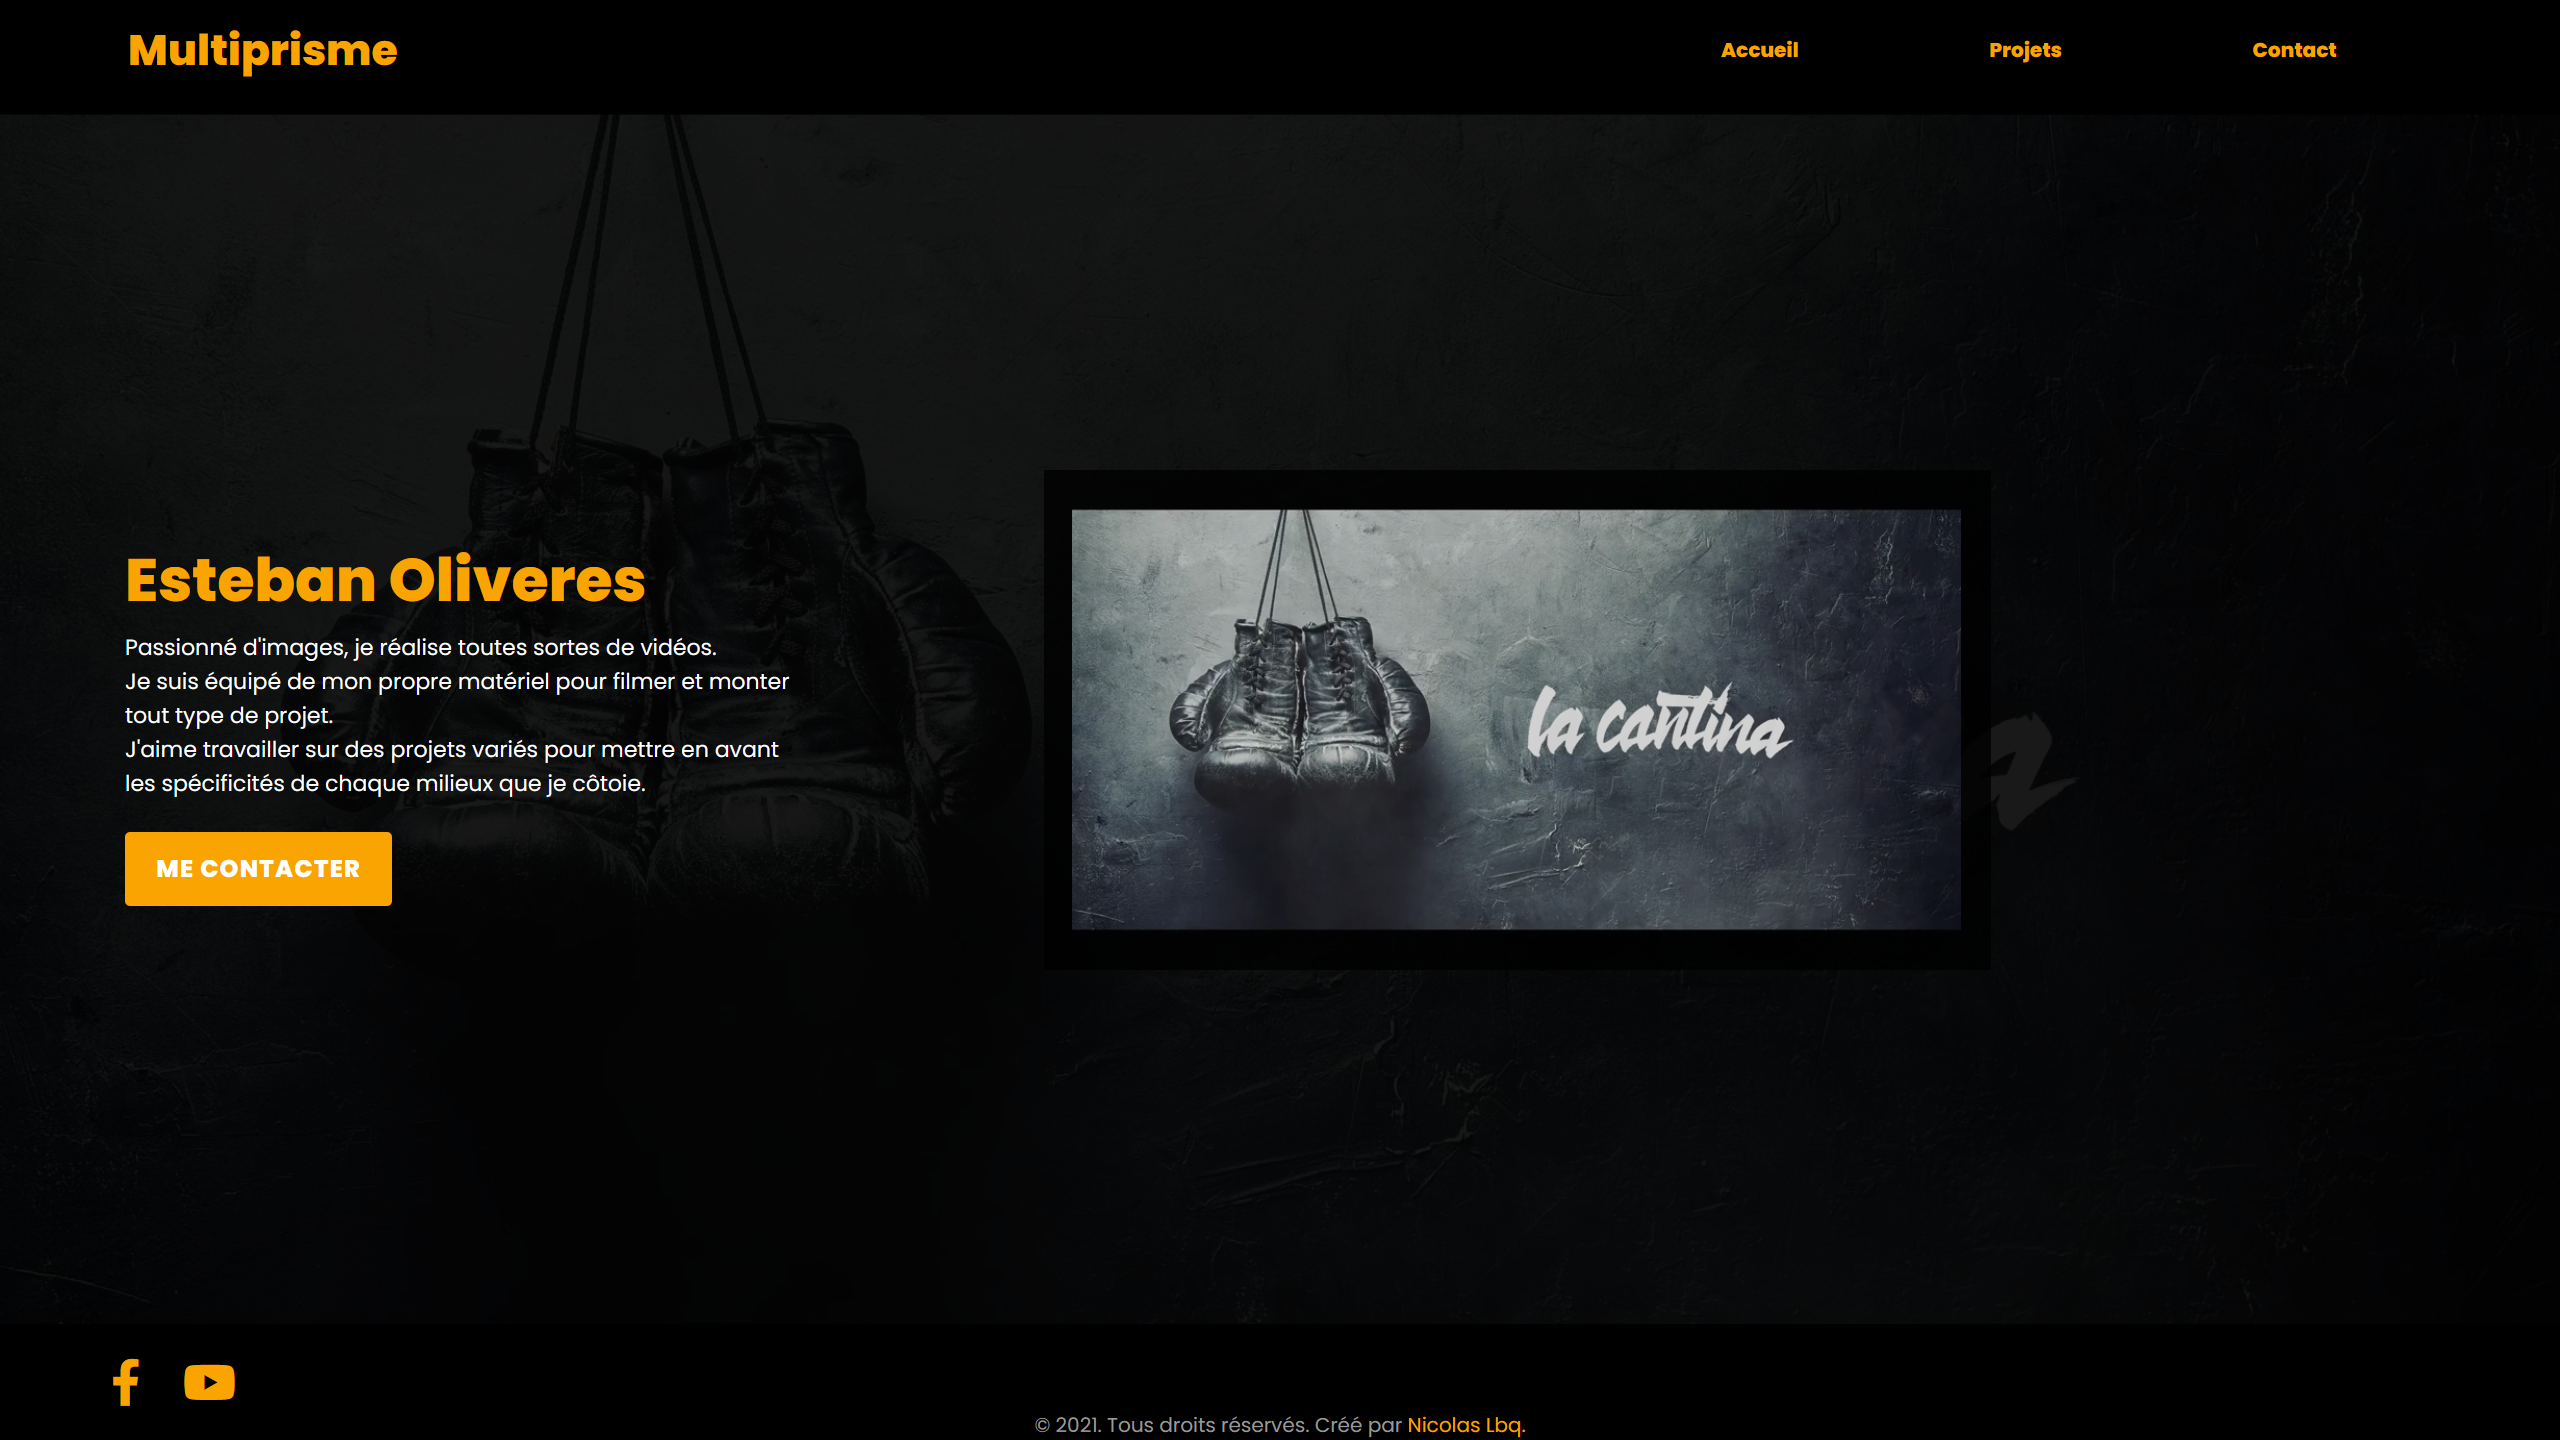 Multiprisme
Accueil
Projets
Contact
Esteban Oliveres
Passionné d'images, je réalise toutes sortes de vidéos.
Je suis équipé de mon propre matériel pour filmer et monter
tout type de projet.
J'aime travailler sur des projets variés pour mettre en avant
les spécificités de chaque milieux que je côtoie.
ME CONTACTER
la cantina
a
© 2021. Tous droits réservés. Créé par Nicolas Lbq.